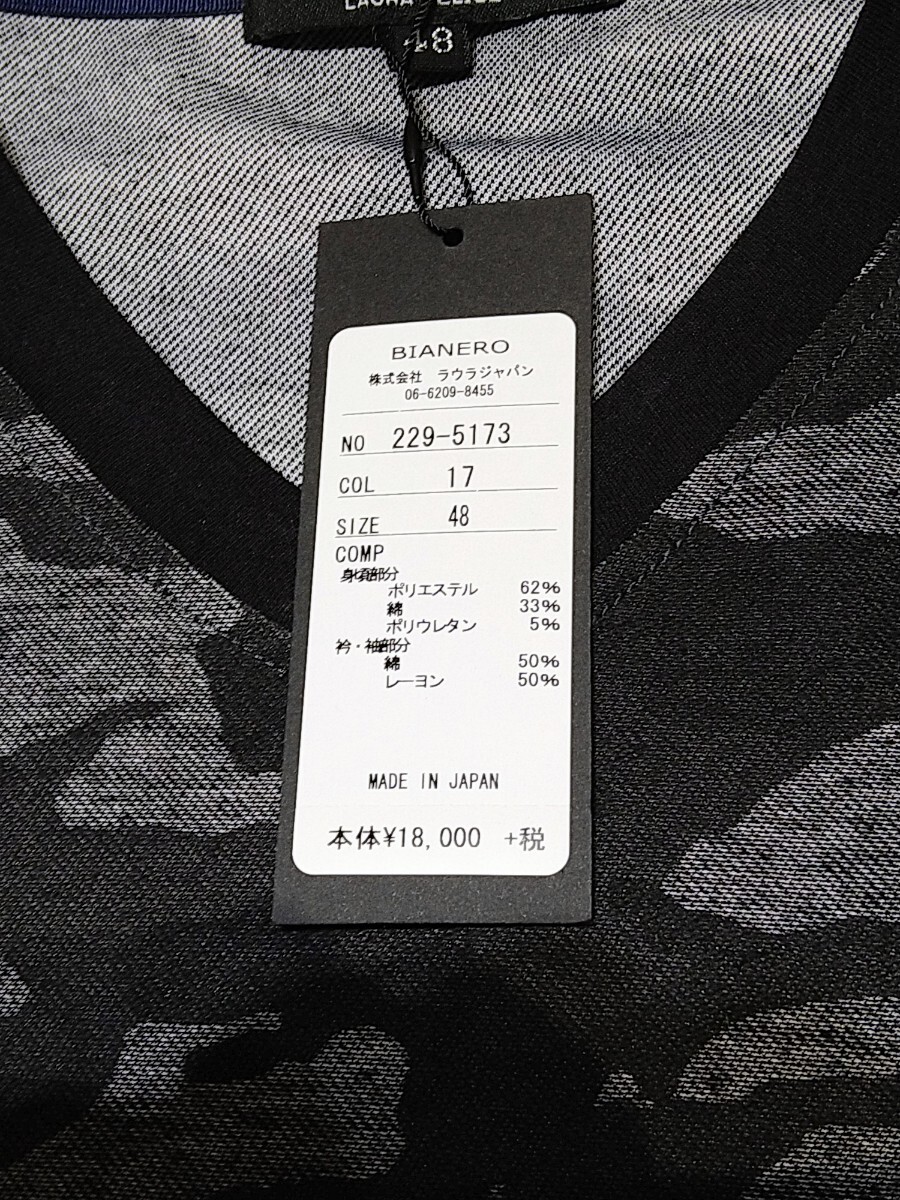 48
BIANERO
株式会社 ラウラジャパン
06-6209-8455
NO 229-5173
COL 17
SIZE 48
COMP
身頃部分
ポリエステル 62%
綿 33%
ポリウレタン 5%
衿・袖部分
綿 50%
レーヨン 50%
MADE IN JAPAN
本体¥18,000 +税